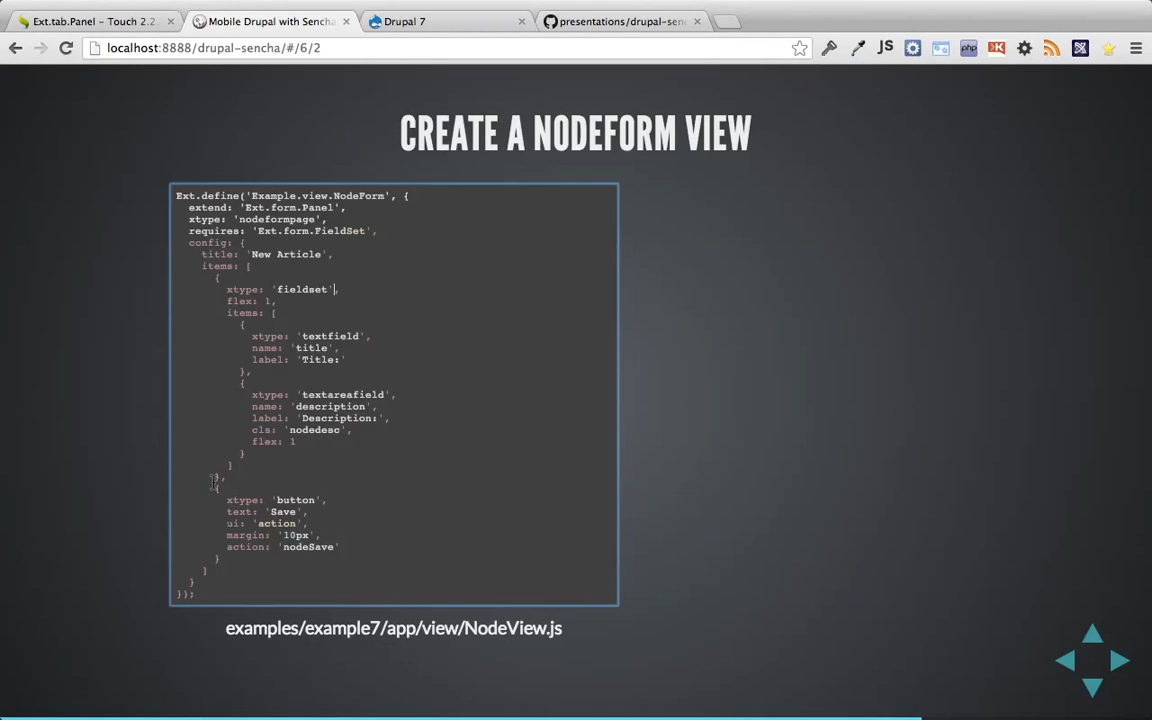 Ext.tab.Panel - Touch 2.2.
Mobile Drupal with Sencha
Drupal 7
presentations/drupal-sen
localhost:8888/drupal-sencha/#/6/2
JS
php
CREATE A NODEFORM VIEW
Ext.define('Example.view.NodeForm', {
extend: 'Ext.form.Panel',
xtype: 'nodeformpage',
requires: 'Ext.form.FieldSet',
config: {
title: 'New Article',
items: [
{
xtype: 'fieldset',
flex: 1,
items: [
{
xtype: 'textfield',
name: 'title',
label: 'Title:'
},
{
xtype: 'textareafield',
name: 'description',
label: 'Description:',
cls: 'nodedesc',
flex: 1
}
]
},
{
xtype: 'button',
text: 'Save',
ui: 'action',
margin: '10px',
action: 'nodeSave'
}
]
}
});
examples/example7/app/view/NodeView.js